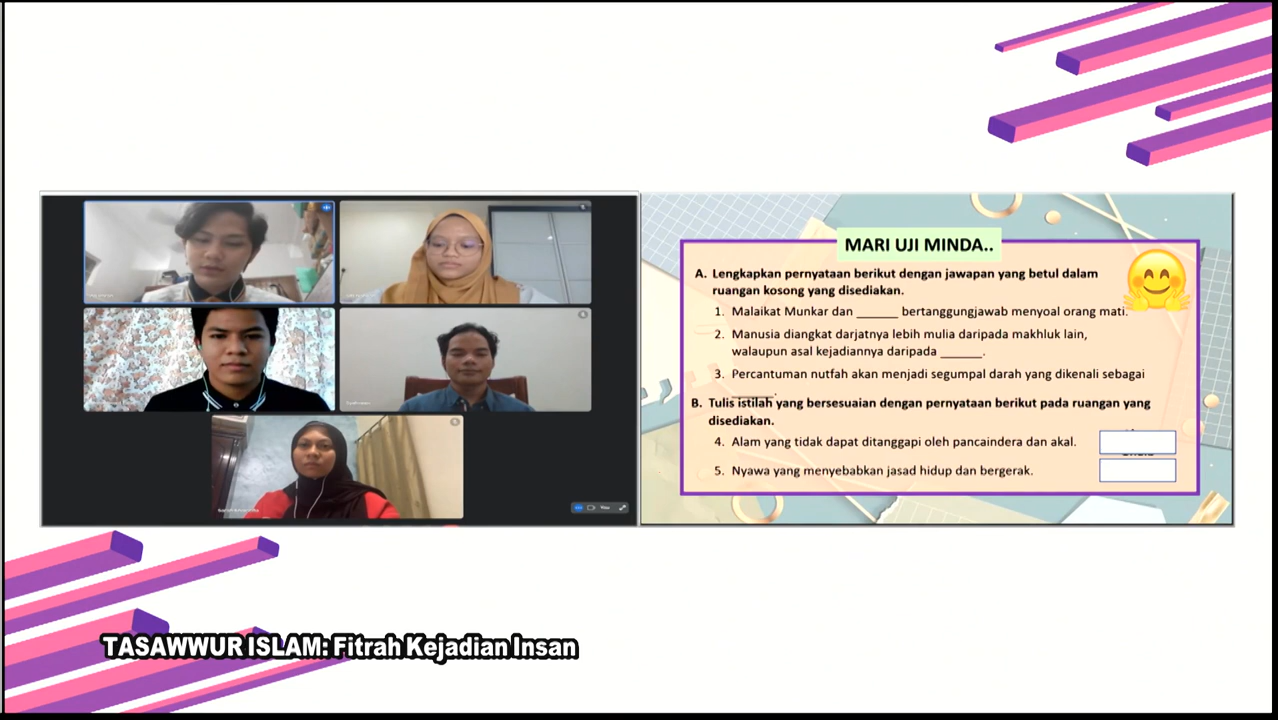 MARI UJI MINDA..
A. Lengkapkan pernyataan berikut dengan jawapan yang betul dalam
ruangan kosong yang disediakan.
1. Malaikat Munkar dan ______ bertanggungjawab menyoal orang mati.
2. Manusia diangkat darjatnya lebih mulia daripada makhluk lain,
walaupun asal kejadiannya daripada ______.
3. Percantuman nutfah akan menjadi segumpal darah yang dikenali sebagai
______.
B. Tulis istilah yang bersesuaian dengan pernyataan berikut pada ruangan yang
disediakan.
4. Alam yang tidak dapat ditanggapi oleh pancaindera dan akal.
5. Nyawa yang menyebabkan jasad hidup dan bergerak.
View
TASAWWUR ISLAM: Fitrah Kejadian Insan